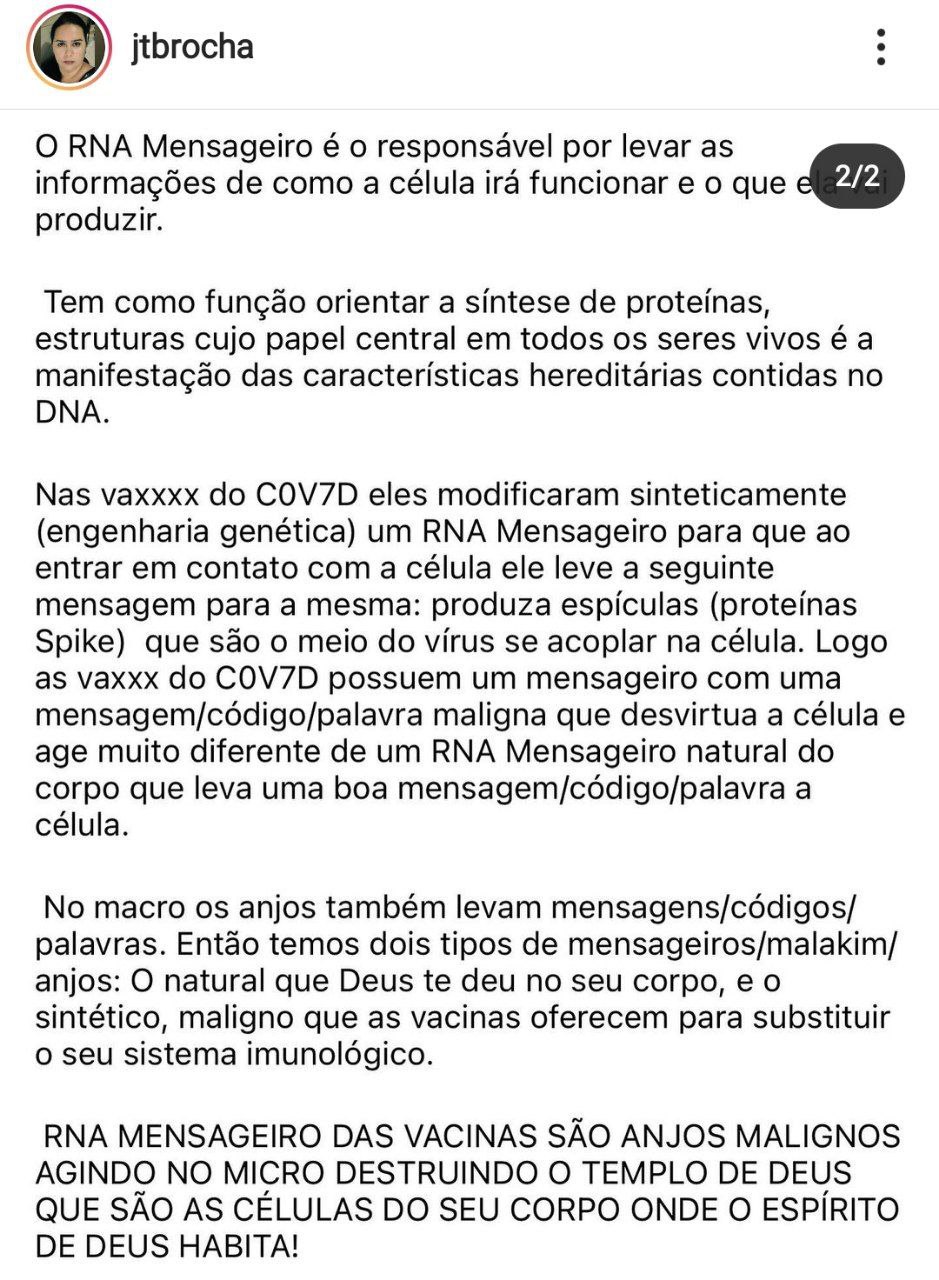 jtbrocha
O RNA Mensageiro é o responsável por levar as
informações de como a célula irá funcionar e o que ela vai
2/2
produzir.
Tem como função orientar a síntese de proteínas,
estruturas cujo papel central em todos os seres vivos é a
manifestação das características hereditárias contidas no
DNA.
Nas vaxxxx do C0V7D eles modificaram sinteticamente
(engenharia genética) um RNA Mensageiro para que ao
entrar em contato com a célula ele leve a seguinte
mensagem para a mesma: produza espículas (proteínas
Spike) que são o meio do vírus se acoplar na célula. Logo
as vaxxx do C0V7D possuem um mensageiro com uma
mensagem/código/palavra maligna que desvirtua a célula e
age muito diferente de um RNA Mensageiro natural do
corpo que leva uma boa mensagem/código/palavra a
célula.
No macro os anjos também levam mensagens/códigos/
palavras. Então temos dois tipos de mensageiros/malakim/
anjos: O natural que Deus te deu no seu corpo, e o
sintético, maligno que as vacinas oferecem para substituir
o seu sistema imunológico.
RNA MENSAGEIRO DAS VACINAS SÃO ANJOS MALIGNOS
AGINDO NO MICRO DESTRUINDO O TEMPLO DE DEUS
QUE SÃO AS CÉLULAS DO SEU CORPO ONDE O ESPÍRITO
DE DEUS HABITA!